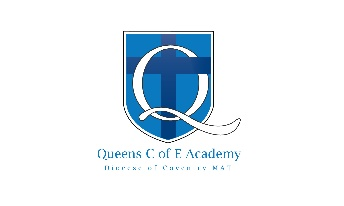 Q
Queens C of E Academy
Diocese of Coventry MAT